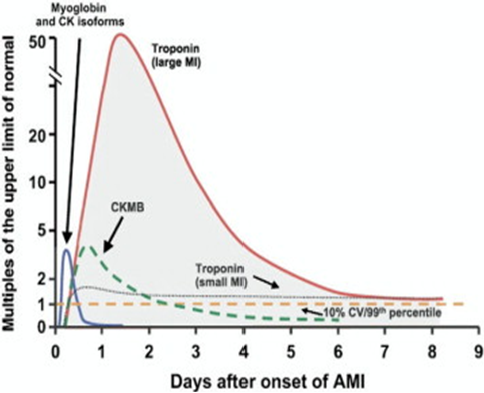 Myoglobin
and CK isoforms
Multiples of the upper limit of normal
50
20
10
5
2
1
0
Troponin
(large MI)
CKMB
Troponin
(small MI)
10% CV/99th percentile
0 1 2 3 4 5 6 7 8 9
Days after onset of AMI